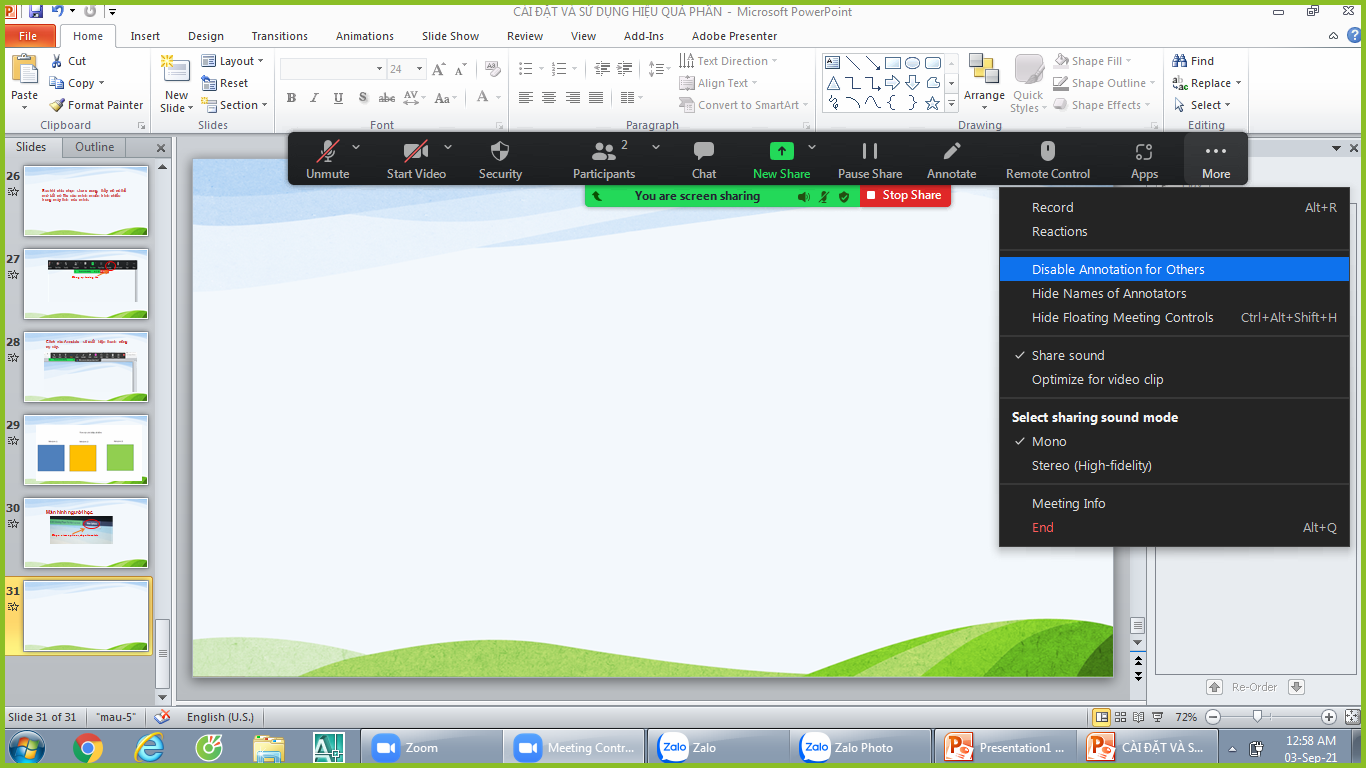 CÀI ĐẶT VÀ SỬ DỤNG HIỆU QUẢ PHẦN - Microsoft PowerPoint
File Home Insert Design Transitions Animations Slide Show Review View Add-Ins Adobe Presenter
Paste
Cut
Copy
Format Painter
Clipboard
New Slide
Layout
Reset
Section
Slides
24
Font
Text Direction
Align Text
Convert to SmartArt
Paragraph
Arrange
Quick Styles
Shape Fill
Shape Outline
Shape Effects
Drawing
Find
Replace
Select
Editing
Slides Outline
Unmute Start Video Security Participants 2 Chat New Share Pause Share Annotate Remote Control Apps More
You are screen sharing Stop Share
Record Alt+R
Reactions
Disable Annotation for Others
Hide Names of Annotators
Hide Floating Meeting Controls Ctrl+Alt+Shift+H
Share sound
Optimize for video clip
Select sharing sound mode
Mono
Stereo (High-fidelity)
Meeting Info
End Alt+Q
26
27
28
29
30
Màn hình người học
31
Re-Order
Slide 31 of 31 "mau-5" English (U.S.) 72%
Zoom Meeting Contr... Zalo Zalo Zalo Zalo Photo Presentation1 ... CÀI ĐẶT VÀ S... 12:58 AM
03-Sep-21